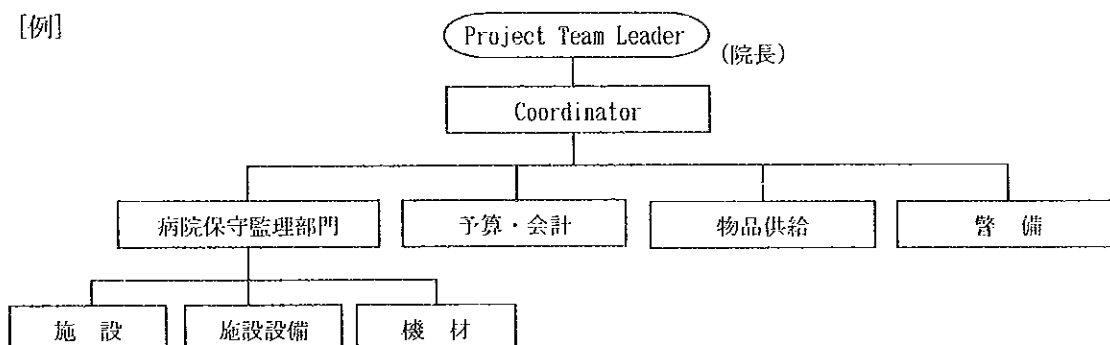 [例]
Project Team Leader
(院長)
Coordinator
病院保守監理部門 予算・会計 物品供給 警 備
施 設 施設設備 機 材